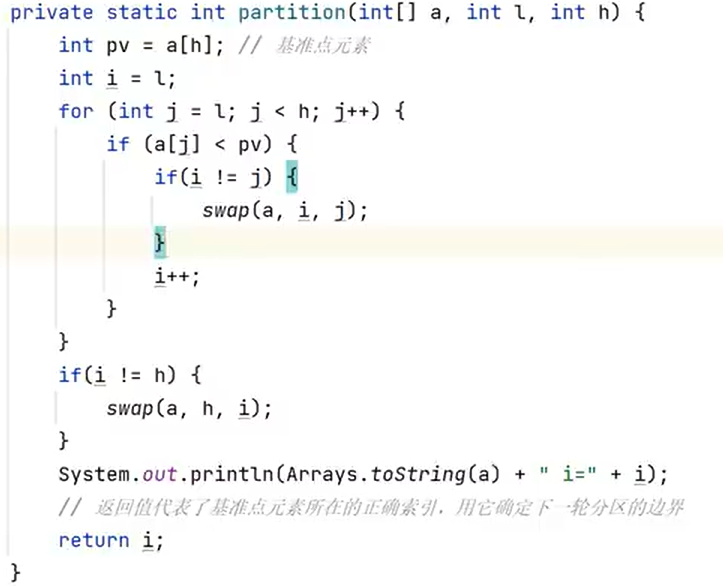 private static int partition(int[] a, int l, int h) {
    int pv = a[h]; // 基准点元素
    int i = l;
    for (int j = l; j < h; j++) {
        if (a[j] < pv) {
            if(i != j) {
                swap(a, i, j);
            }
            i++;
        }
    }
    if(i != h) {
        swap(a, h, i);
    }
    System.out.println(Arrays.toString(a) + " i=" + i);
    // 返回值代表了基准点元素所在的正确索引，用它确定下一轮分区的边界
    return i;
}